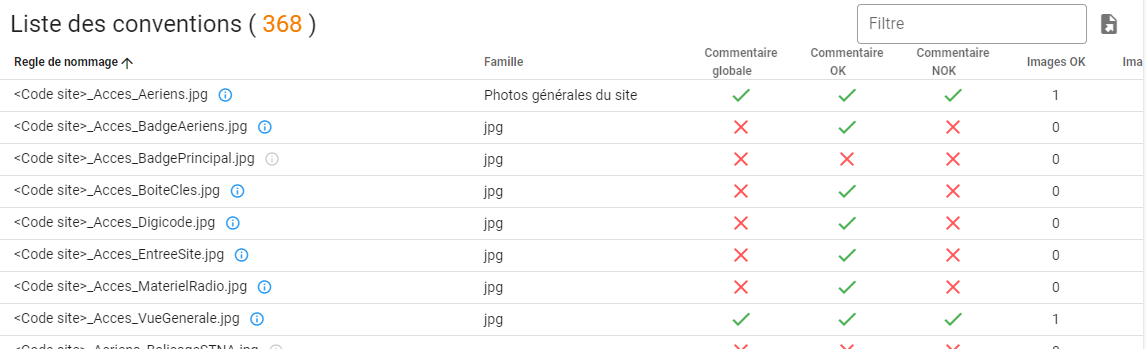 Liste des conventions ( 368 )
Filtre
Regle de nommage
Famille
Commentaire globale
Commentaire OK
Commentaire NOK
Images OK
Ima
<Code site>_Acces_Aeriens.jpg Photos générales du site 1
<Code site>_Acces_BadgeAeriens.jpg jpg 0
<Code site>_Acces_BadgePrincipal.jpg jpg 0
<Code site>_Acces_BoiteCles.jpg jpg 0
<Code site>_Acces_Digicode.jpg jpg 0
<Code site>_Acces_EntreeSite.jpg jpg 0
<Code site>_Acces_MaterielRadio.jpg jpg 0
<Code site>_Acces_VueGenerale.jpg jpg 1